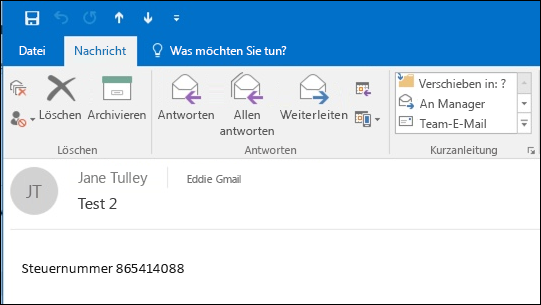 Datei Nachricht Was möchten Sie tun?
Löschen Archivieren Antworten Allen antworten Weiterleiten
Verschieben in: ?
An Manager
Team-E-Mail
Löschen Antworten Kurzanleitung
JT Jane Tulley Eddie Gmail
Test 2
Steuernummer 865414088